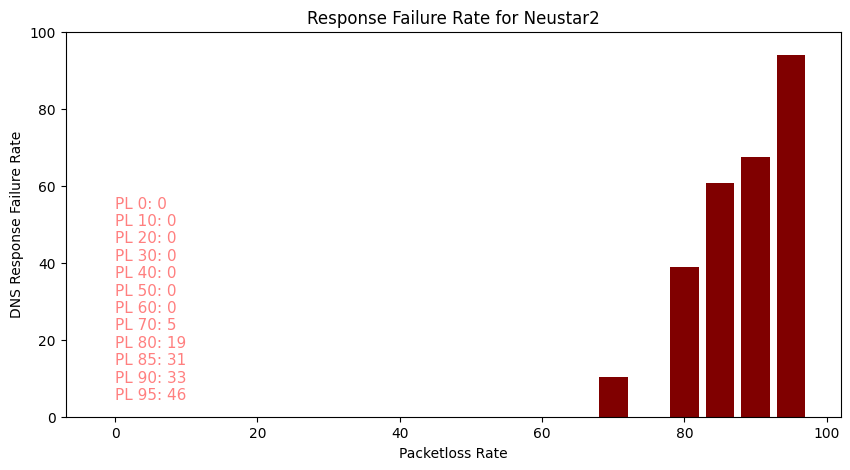 Response Failure Rate for Neustar2
DNS Response Failure Rate
100
80
60
40
20
0
PL 0: 0
PL 10: 0
PL 20: 0
PL 30: 0
PL 40: 0
PL 50: 0
PL 60: 0
PL 70: 5
PL 80: 19
PL 85: 31
PL 90: 33
PL 95: 46
0 20 40 60 80 100
Packetloss Rate